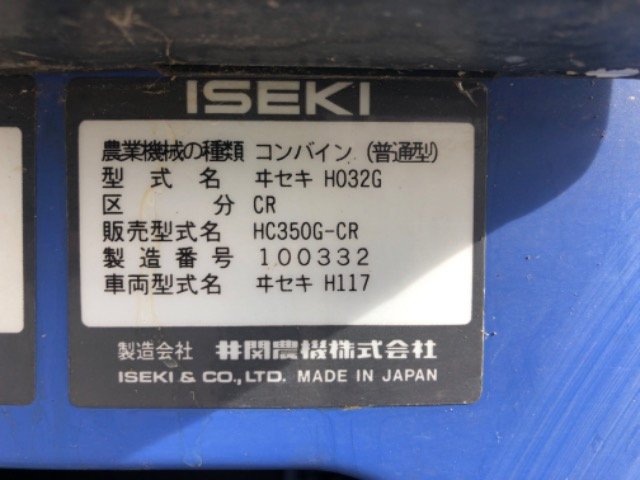 ISEKI
農業機械の種類 コンバイン (普通型)
型式名 ヰセキ HO32G
区分 CR
販売型式名 HC350G-CR
製造番号 100332
車両型式名 ヰセキ H117
製造会社 井関農機株式会社
ISEKI & CO., LTD. MADE IN JAPAN